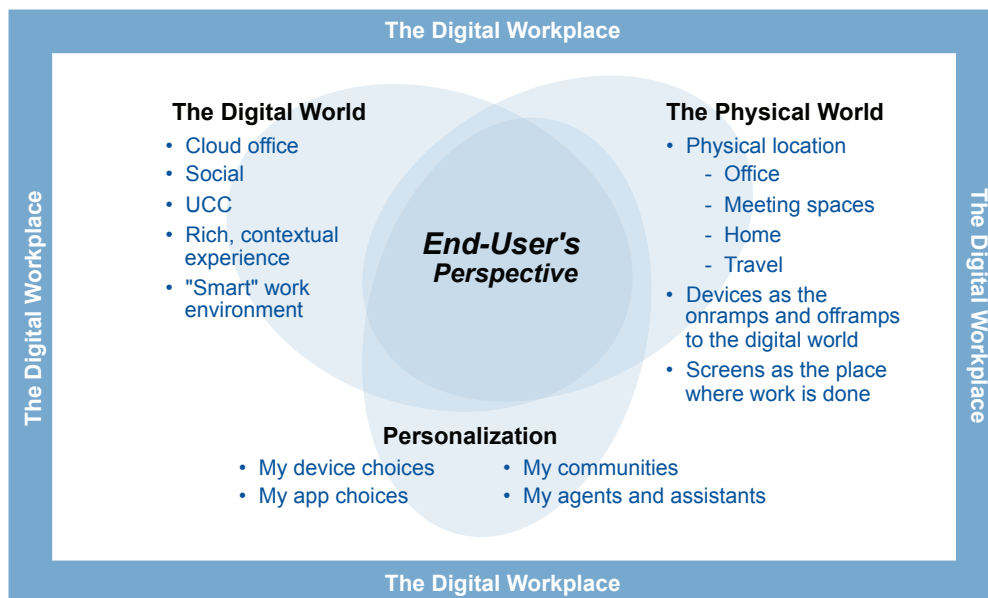 The Digital Workplace
The Digital Workplace
The Digital World
• Cloud office
• Social
• UCC
• Rich, contextual
experience
• "Smart" work
environment
End-User's
Perspective
The Physical World
• Physical location
- Office
- Meeting spaces
- Home
- Travel
• Devices as the
onramps and offramps
to the digital world
• Screens as the place
where work is done
The Digital Workplace
Personalization
• My device choices
• My app choices
• My communities
• My agents and assistants
The Digital Workplace